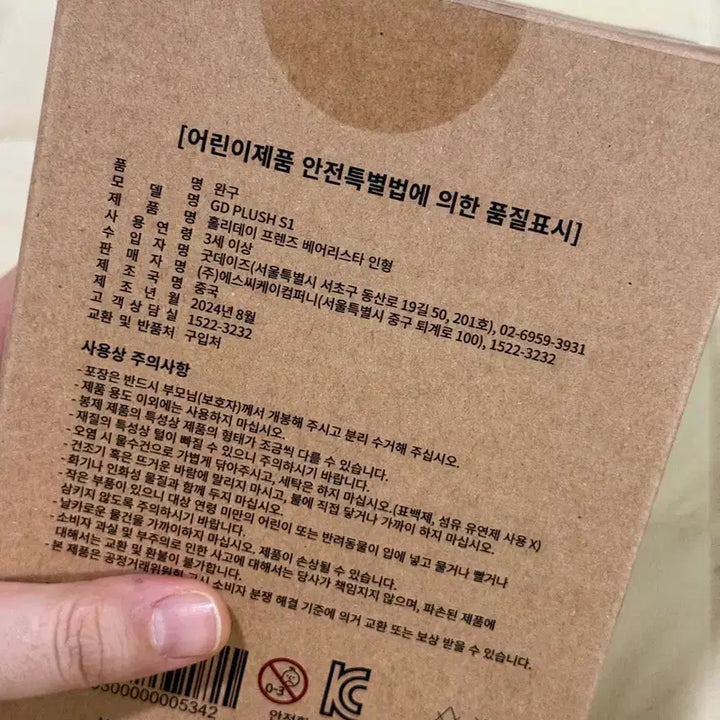 [어린이제품 안전특별법에 의한 품질표시]
품 명 완구
모 델 명 GD PLUSH S1
제 품 명 홀리데이 프렌즈 베어리스타 인형
사 용 연 령 3세 이상
수 입 자 명 굿데이즈(서울특별시 서초구 동산로 19길 50, 201호), 02-6959-3931
판 매 자 명 (주)에스씨케이컴퍼니(서울특별시 중구 퇴계로 100), 1522-3232
제 조 국 명 중국
제 조 년 월 2024년 8월
고 객 상 담 실 1522-3232
교환 및 반품처 구입처
사용상 주의사항
- 포장은 반드시 부모님(보호자)께서 개봉해 주시고 분리 수거해 주십시오.
- 제품 용도 이외에는 사용하지 마십시오.
- 봉제 제품의 특성상 제품의 형태가 조금씩 다를 수 있습니다.
- 재질의 특성상 털이 빠질 수 있으니 주의하시기 바랍니다.
- 오염 시 물수건으로 가볍게 닦아주시고, 세탁은 하지 마십시오.(표백제, 섬유 유연제 사용 X)
- 건조기 혹은 뜨거운 바람에 말리지 마시고, 불에 직접 닿거나 가까이 하지 마십시오.
- 화기나 인화성 물질과 함께 두지 마십시오.
- 작은 부품이 있으니 대상 연령 미만의 어린이 또는 반려동물이 입에 넣고 물거나 빨거나
삼키지 않도록 주의하시기 바랍니다.
- 날카로운 물건을 가까이하지 마십시오. 제품이 손상될 수 있습니다.
- 소비자 과실 및 부주의로 인한 사고에 대해서는 당사가 책임지지 않으며, 파손된 제품에
대해서는 교환 및 환불이 불가합니다.
- 본 제품은 공정거래위원회 고시 소비자 분쟁 해결 기준에 의거 교환 또는 보상 받을 수 있습니다.
0-3
KC
300000005342